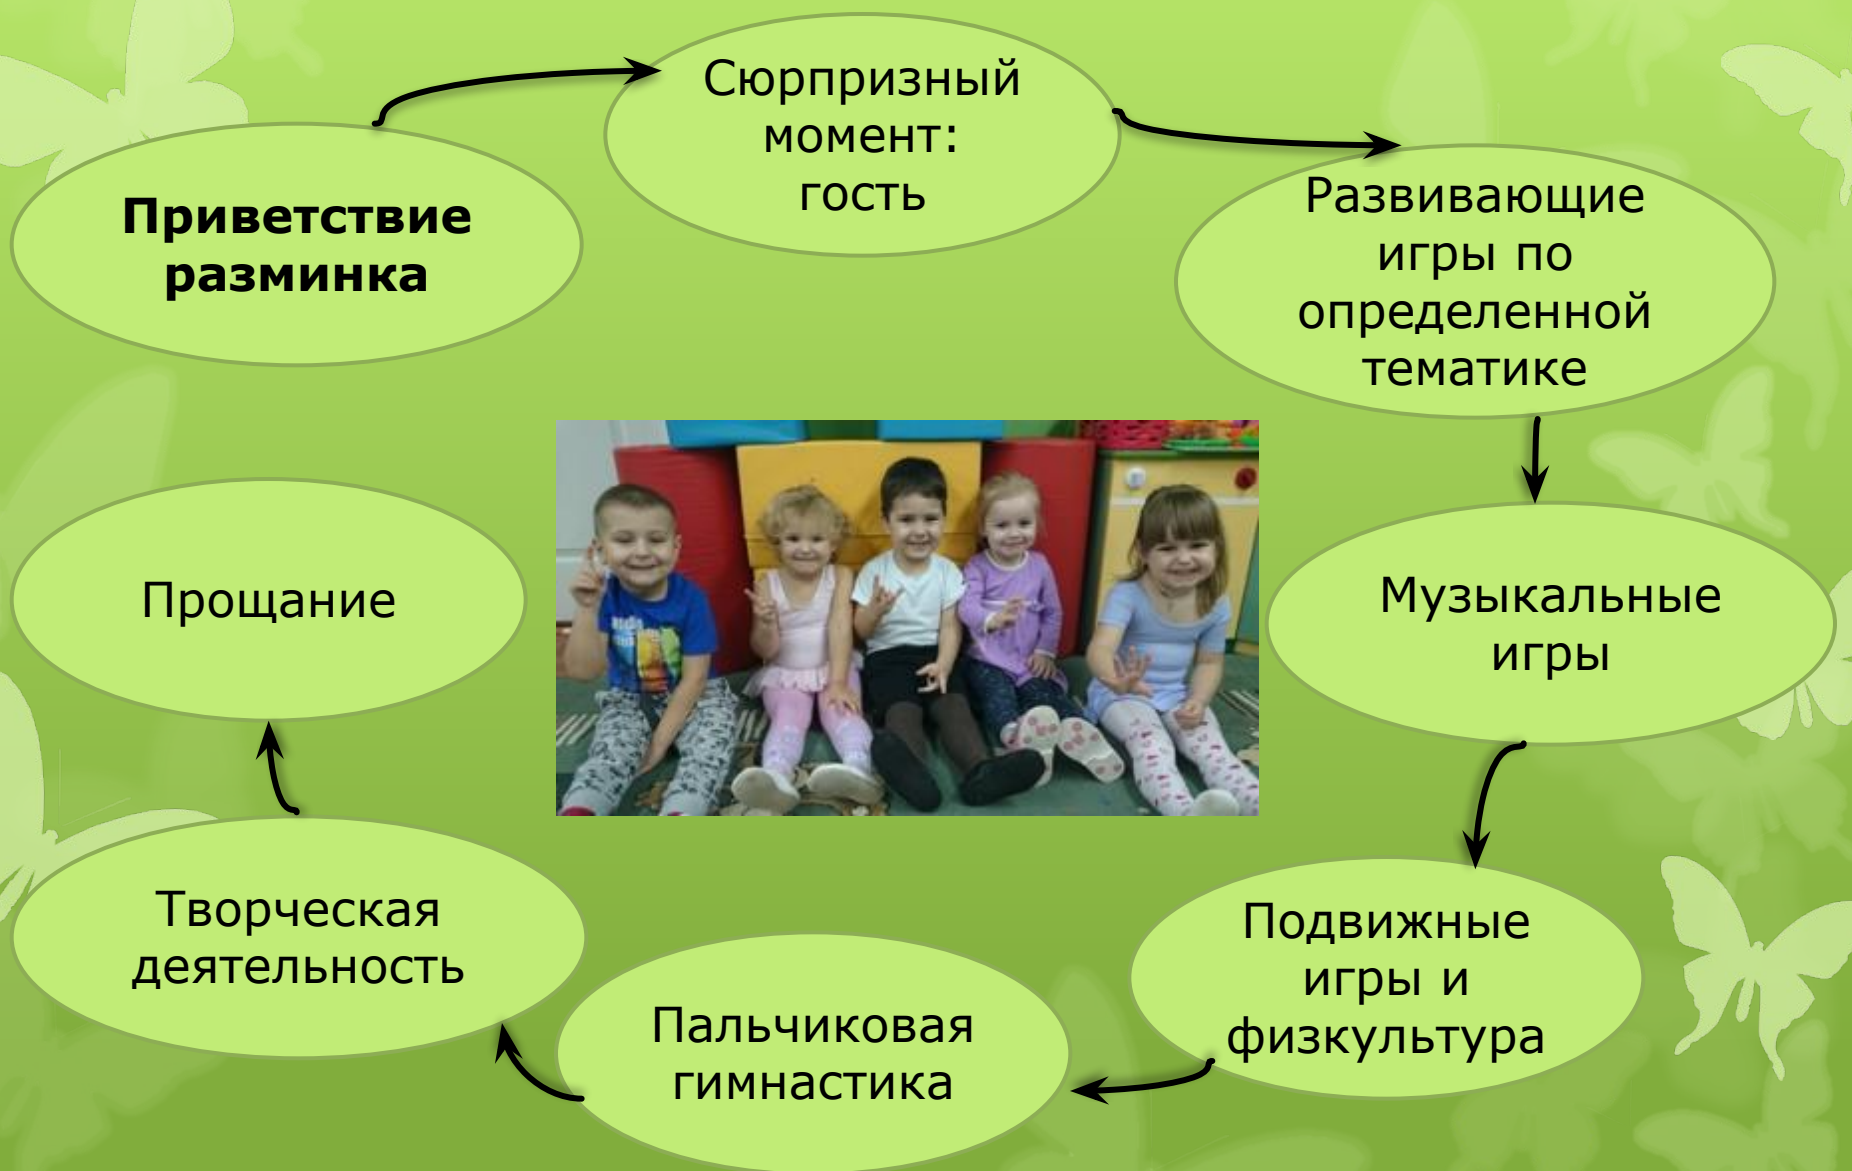 Приветствие
разминка
Сюрпризный
момент:
гость
Развивающие
игры по
определенной
тематике
Музыкальные
игры
Подвижные
игры и
физкультура
Пальчиковая
гимнастика
Творческая
деятельность
Прощание